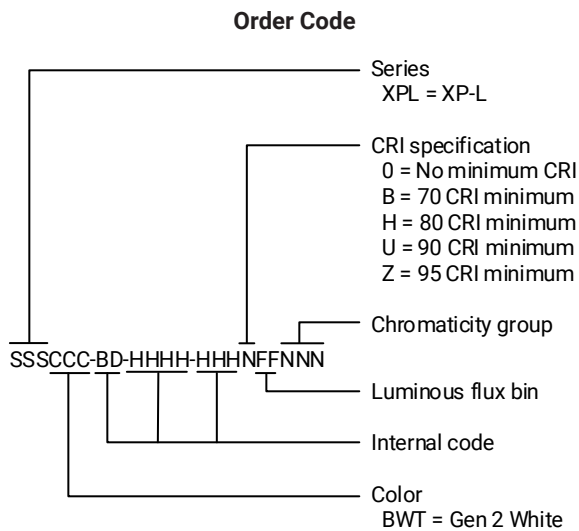 Order Code
Series
XPL = XP-L
CRI specification
0 = No minimum CRI
B = 70 CRI minimum
H = 80 CRI minimum
U = 90 CRI minimum
Z = 95 CRI minimum
Chromaticity group
SSSCCC-BD-HHHH-HHHNFFNNN
Luminous flux bin
Internal code
Color
BWT = Gen 2 White